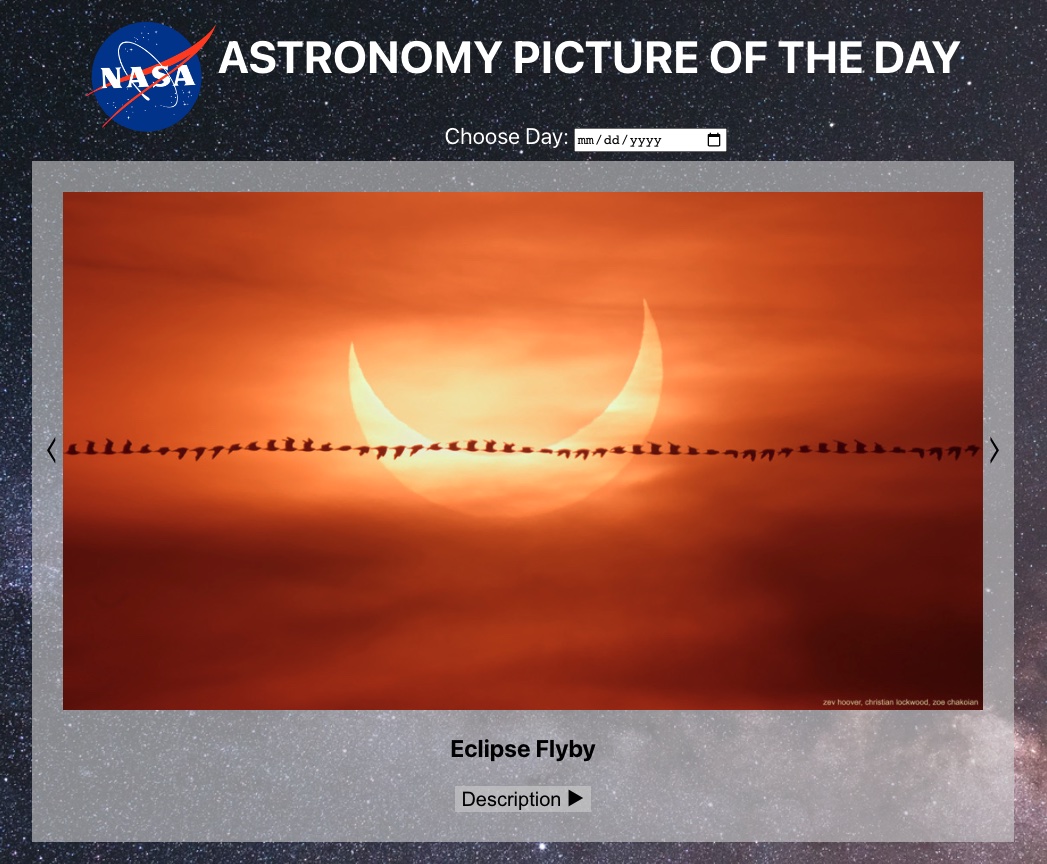 NASA
ASTRONOMY PICTURE OF THE DAY
Choose Day: mm/dd/yyyy
zev hoover, christian lockwood, zoe chakoian
Eclipse Flyby
Description ▶